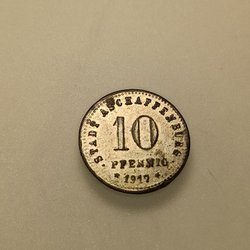 STADT ASCHAFFENBURG
10
PFENNIG
* 1917 *